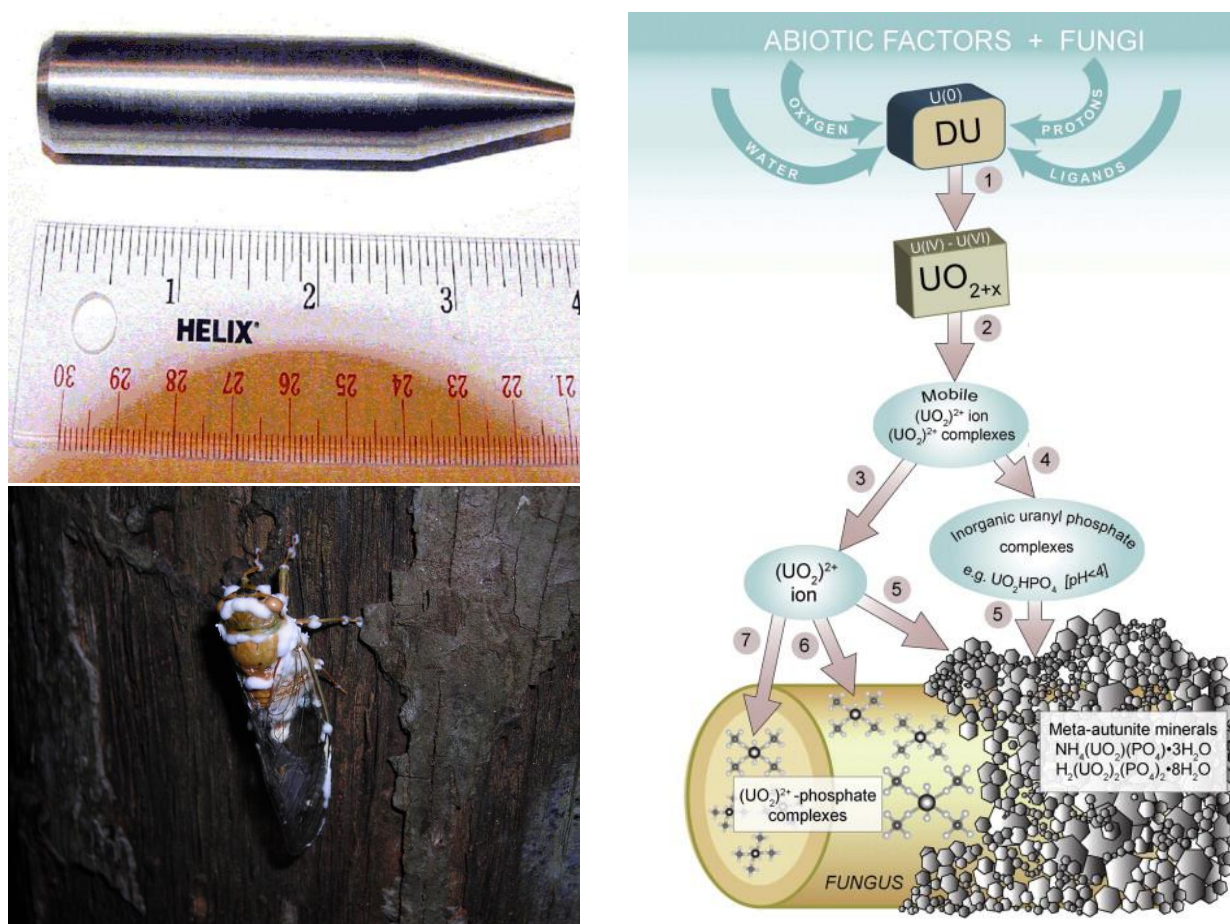 1 2 3 4
HELIX®
30 29 28 27 26 25 24 23 22 21
ABIOTIC FACTORS + FUNGI
OXYGEN
WATER
PROTONS
LIGANDS
U(0)
DU
1
U(IV) - U(VI)
UO₂₊ₓ
2
Mobile
(UO₂)²⁺ ion
(UO₂)²⁺ complexes
3
4
(UO₂)²⁺
ion
Inorganic uranyl phosphate
complexes
e.g. UO₂HPO₄ [pH<4]
5
5
7
6
(UO₂)²⁺-phosphate
complexes
Meta-autunite minerals
NH₄(UO₂)(PO₄)•3H₂O
H₂(UO₂)₂(PO₄)₂•8H₂O
FUNGUS